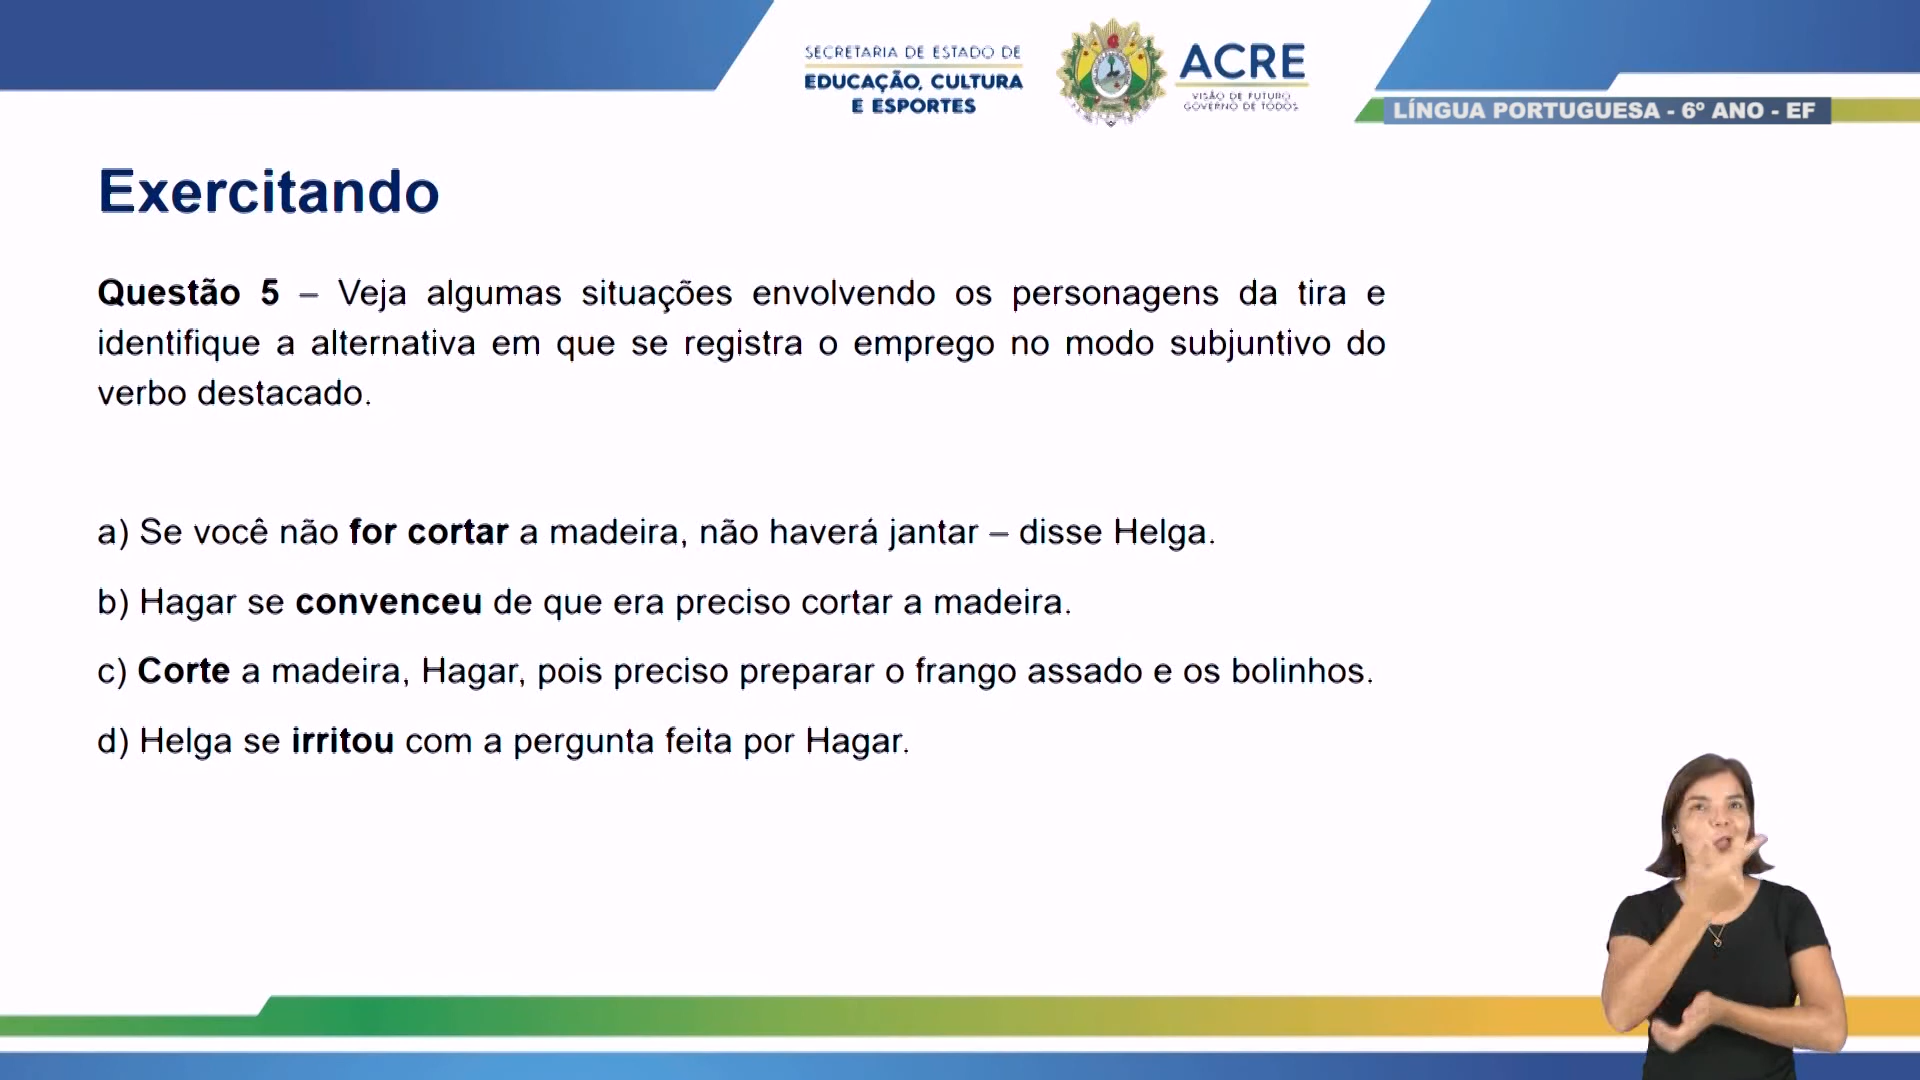 SECRETARIA DE ESTADO DE
EDUCAÇÃO, CULTURA
E ESPORTES
ACRE
VISÃO DE FUTURO
GOVERNO DE TODOS
LÍNGUA PORTUGUESA - 6º ANO - EF
Exercitando
Questão 5 – Veja algumas situações envolvendo os personagens da tira e
identifique a alternativa em que se registra o emprego no modo subjuntivo do
verbo destacado.
a) Se você não for cortar a madeira, não haverá jantar – disse Helga.
b) Hagar se convenceu de que era preciso cortar a madeira.
c) Corte a madeira, Hagar, pois preciso preparar o frango assado e os bolinhos.
d) Helga se irritou com a pergunta feita por Hagar.